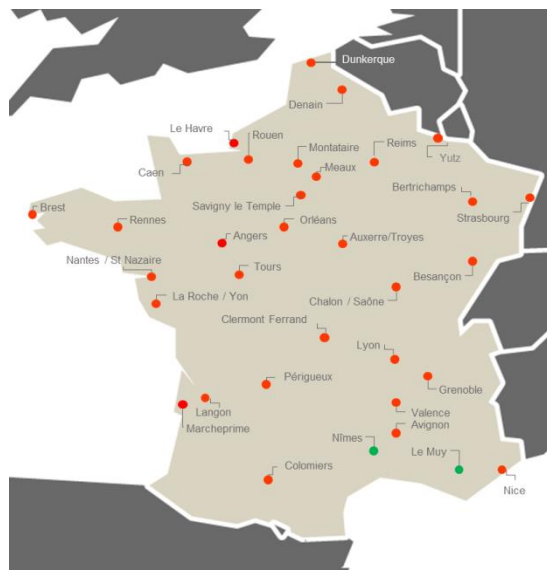 Dunkerque
Denain
Le Havre
Rouen
Montataire
Reims
Yutz
Caen
Meaux
Bertrichamps
Savigny le Temple
Strasbourg
Brest
Rennes
Orléans
Angers
Auxerre/Troyes
Nantes / St Nazaire
Tours
Besançon
La Roche / Yon
Chalon / Saône
Clermont Ferrand
Lyon
Périgueux
Grenoble
Langon
Valence
Marcheprime
Avignon
Nîmes
Le Muy
Colomiers
Nice